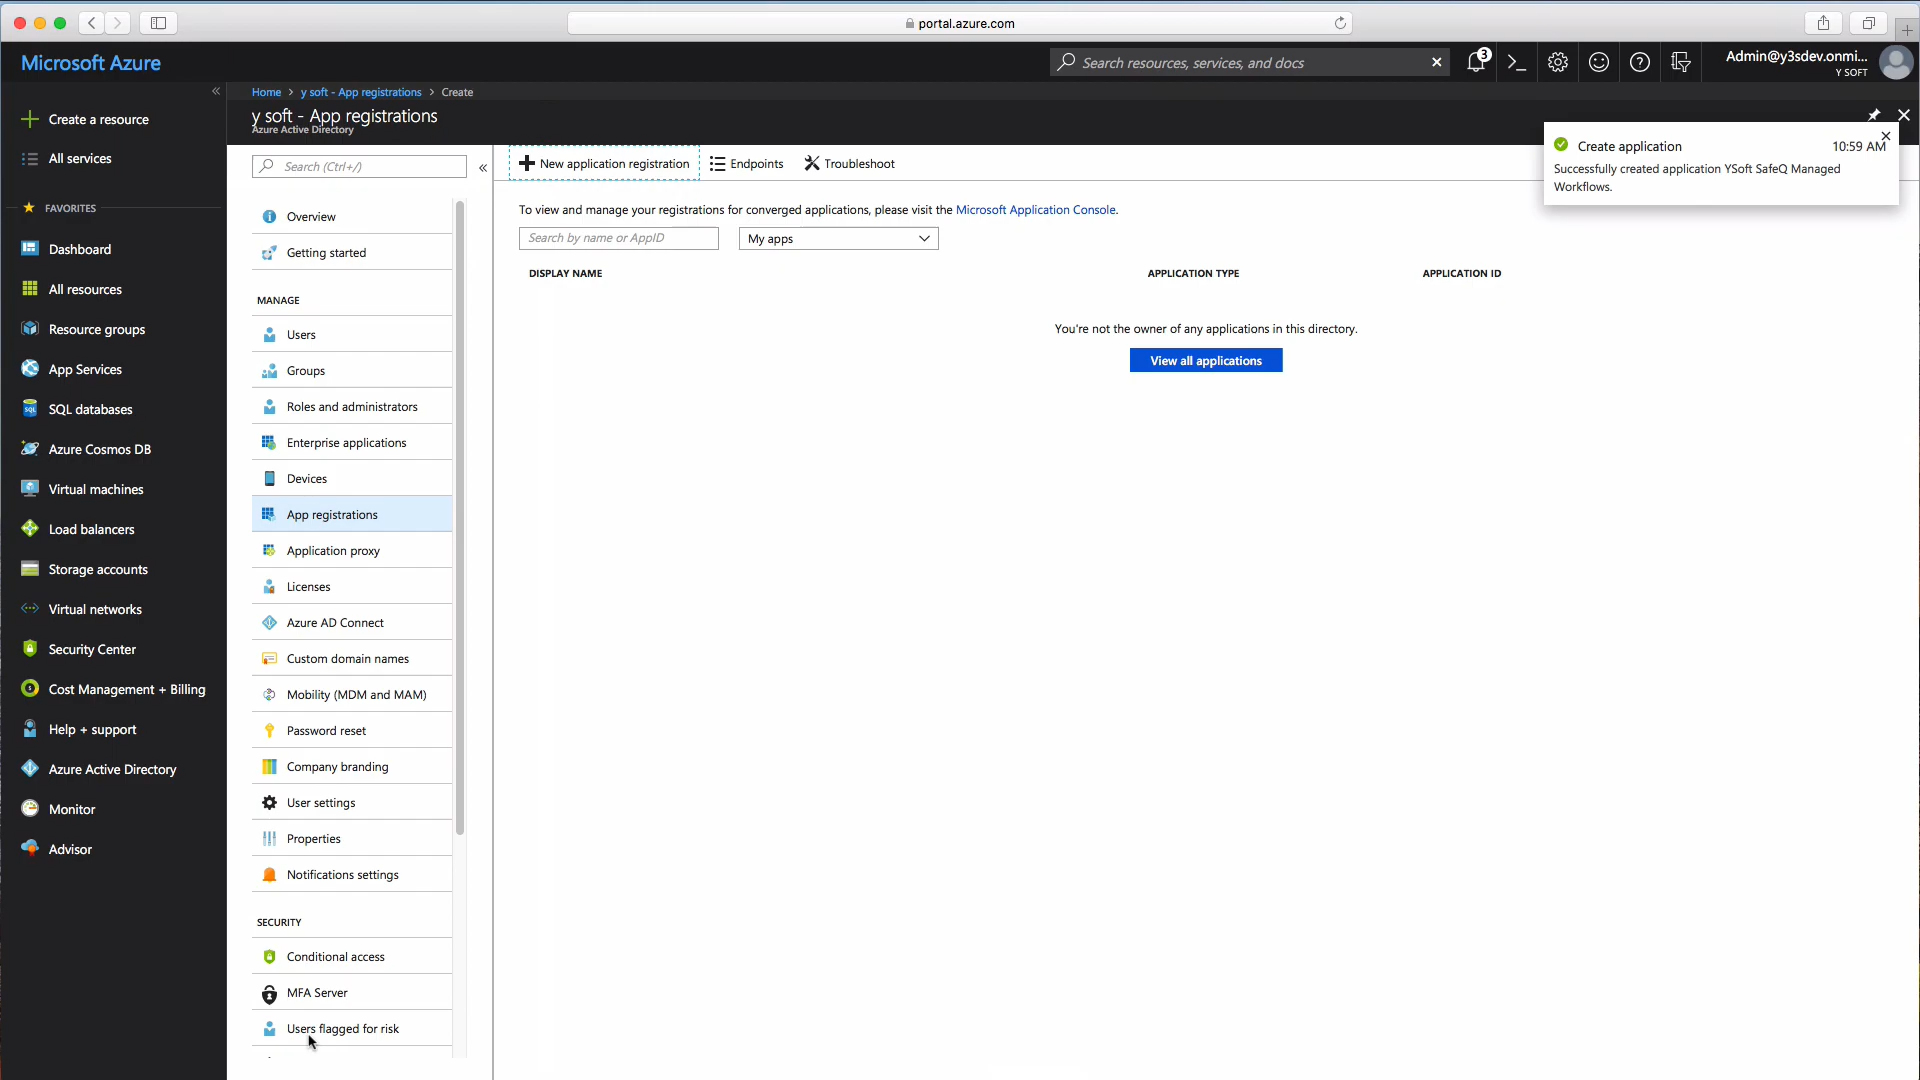 portal.azure.com
Microsoft Azure
Search resources, services, and docs
3
Admin@y3sdev.onmi...
Y SOFT
Home > y soft - App registrations > Create
y soft - App registrations
Azure Active Directory
Create a resource
All services
FAVORITES
Dashboard
All resources
Resource groups
App Services
SQL databases
Azure Cosmos DB
Virtual machines
Load balancers
Storage accounts
Virtual networks
Security Center
Cost Management + Billing
Help + support
Azure Active Directory
Monitor
Advisor
Search (Ctrl+/)
Overview
Getting started
MANAGE
Users
Groups
Roles and administrators
Enterprise applications
Devices
App registrations
Application proxy
Licenses
Azure AD Connect
Custom domain names
Mobility (MDM and MAM)
Password reset
Company branding
User settings
Properties
Notifications settings
SECURITY
Conditional access
MFA Server
Users flagged for risk
New application registration
Endpoints
Troubleshoot
To view and manage your registrations for converged applications, please visit the Microsoft Application Console.
Search by name or AppID
My apps
DISPLAY NAME
APPLICATION TYPE
APPLICATION ID
You're not the owner of any applications in this directory.
View all applications
Create application
10:59 AM
Successfully created application YSoft SafeQ Managed
Workflows.